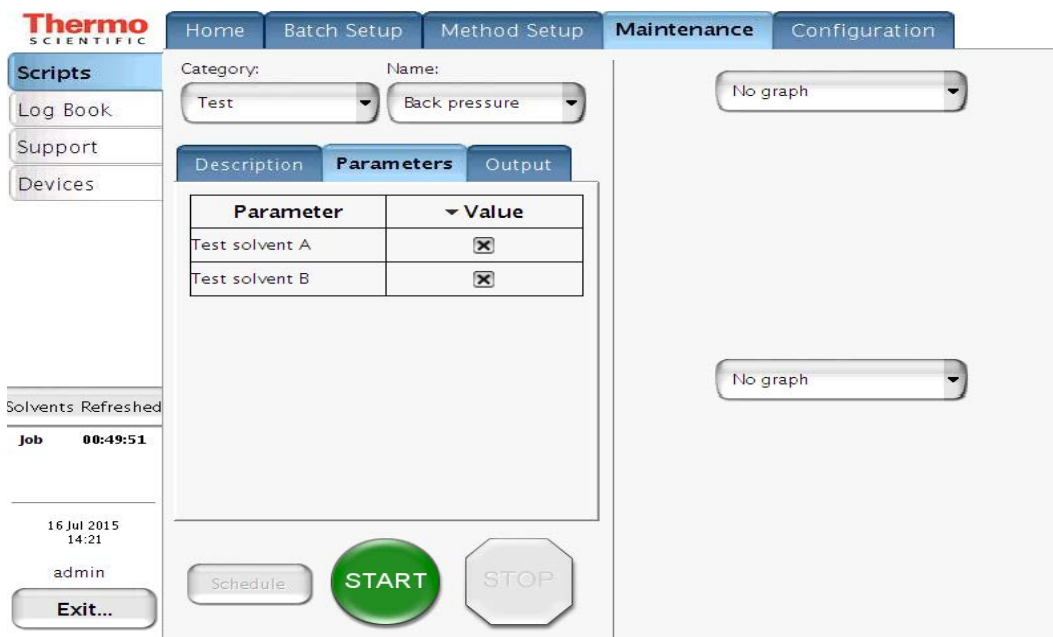 Thermo
SCIENTIFIC
Home
Batch Setup
Method Setup
Maintenance
Configuration
Scripts
Log Book
Support
Devices
Solvents Refreshed
Job 00:49:51
16 Jul 2015
14:21
admin
Exit...
Category:
Name:
Test
Back pressure
Description
Parameters
Output
Parameter
Value
Test solvent A
Test solvent B
Schedule
START
STOP
No graph
No graph